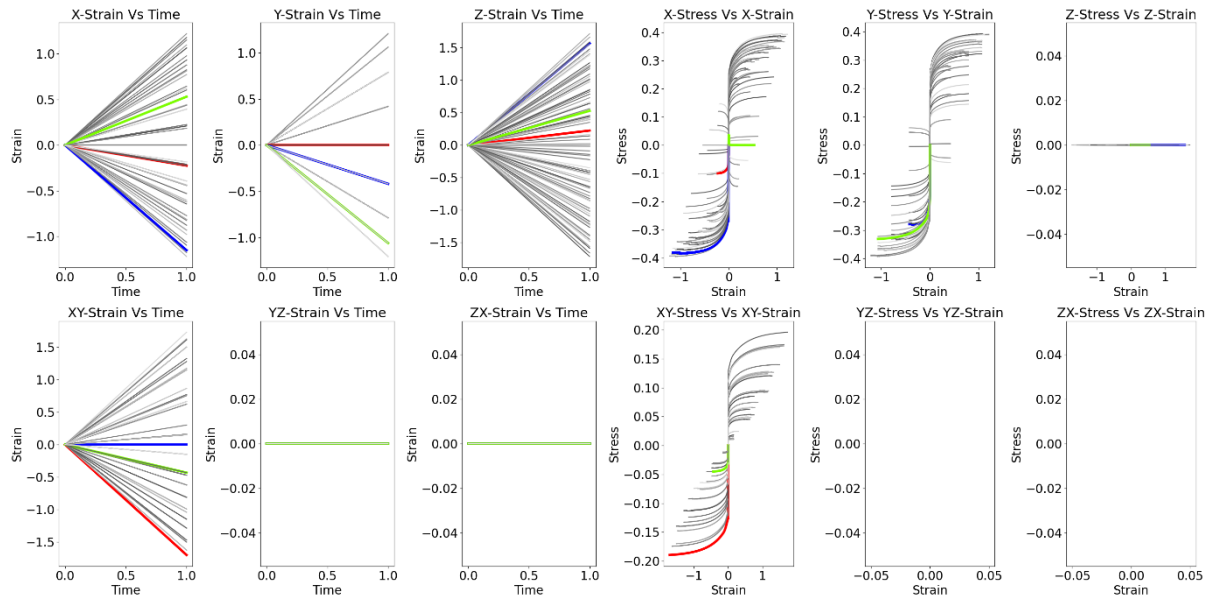 X-Strain Vs Time
Y-Strain Vs Time
Z-Strain Vs Time
X-Stress Vs X-Strain
Y-Stress Vs Y-Strain
Z-Stress Vs Z-Strain
Strain
1.0
0.5
0.0
−0.5
−1.0
0.0 0.5 1.0
Time
Strain
1.0
0.5
0.0
−0.5
−1.0
0.0 0.5 1.0
Time
Strain
1.5
1.0
0.5
0.0
−0.5
−1.0
−1.5
0.0 0.5 1.0
Time
Stress
0.4
0.3
0.2
0.1
0.0
−0.1
−0.2
−0.3
−0.4
−1 0 1
Strain
Stress
0.4
0.3
0.2
0.1
0.0
−0.1
−0.2
−0.3
−0.4
−1 0 1
Strain
Stress
0.04
0.02
0.00
−0.02
−0.04
−1 0 1
Strain
XY-Strain Vs Time
YZ-Strain Vs Time
ZX-Strain Vs Time
XY-Stress Vs XY-Strain
YZ-Stress Vs YZ-Strain
ZX-Stress Vs ZX-Strain
Strain
1.5
1.0
0.5
0.0
−0.5
−1.0
−1.5
0.0 0.5 1.0
Time
Strain
0.04
0.02
0.00
−0.02
−0.04
0.0 0.5 1.0
Time
Strain
0.04
0.02
0.00
−0.02
−0.04
0.0 0.5 1.0
Time
Stress
0.20
0.15
0.10
0.05
0.00
−0.05
−0.10
−0.15
−0.20
−1 0 1
Strain
Stress
0.04
0.02
0.00
−0.02
−0.04
−0.05 0.00 0.05
Strain
Stress
0.04
0.02
0.00
−0.02
−0.04
−0.05 0.00 0.05
Strain